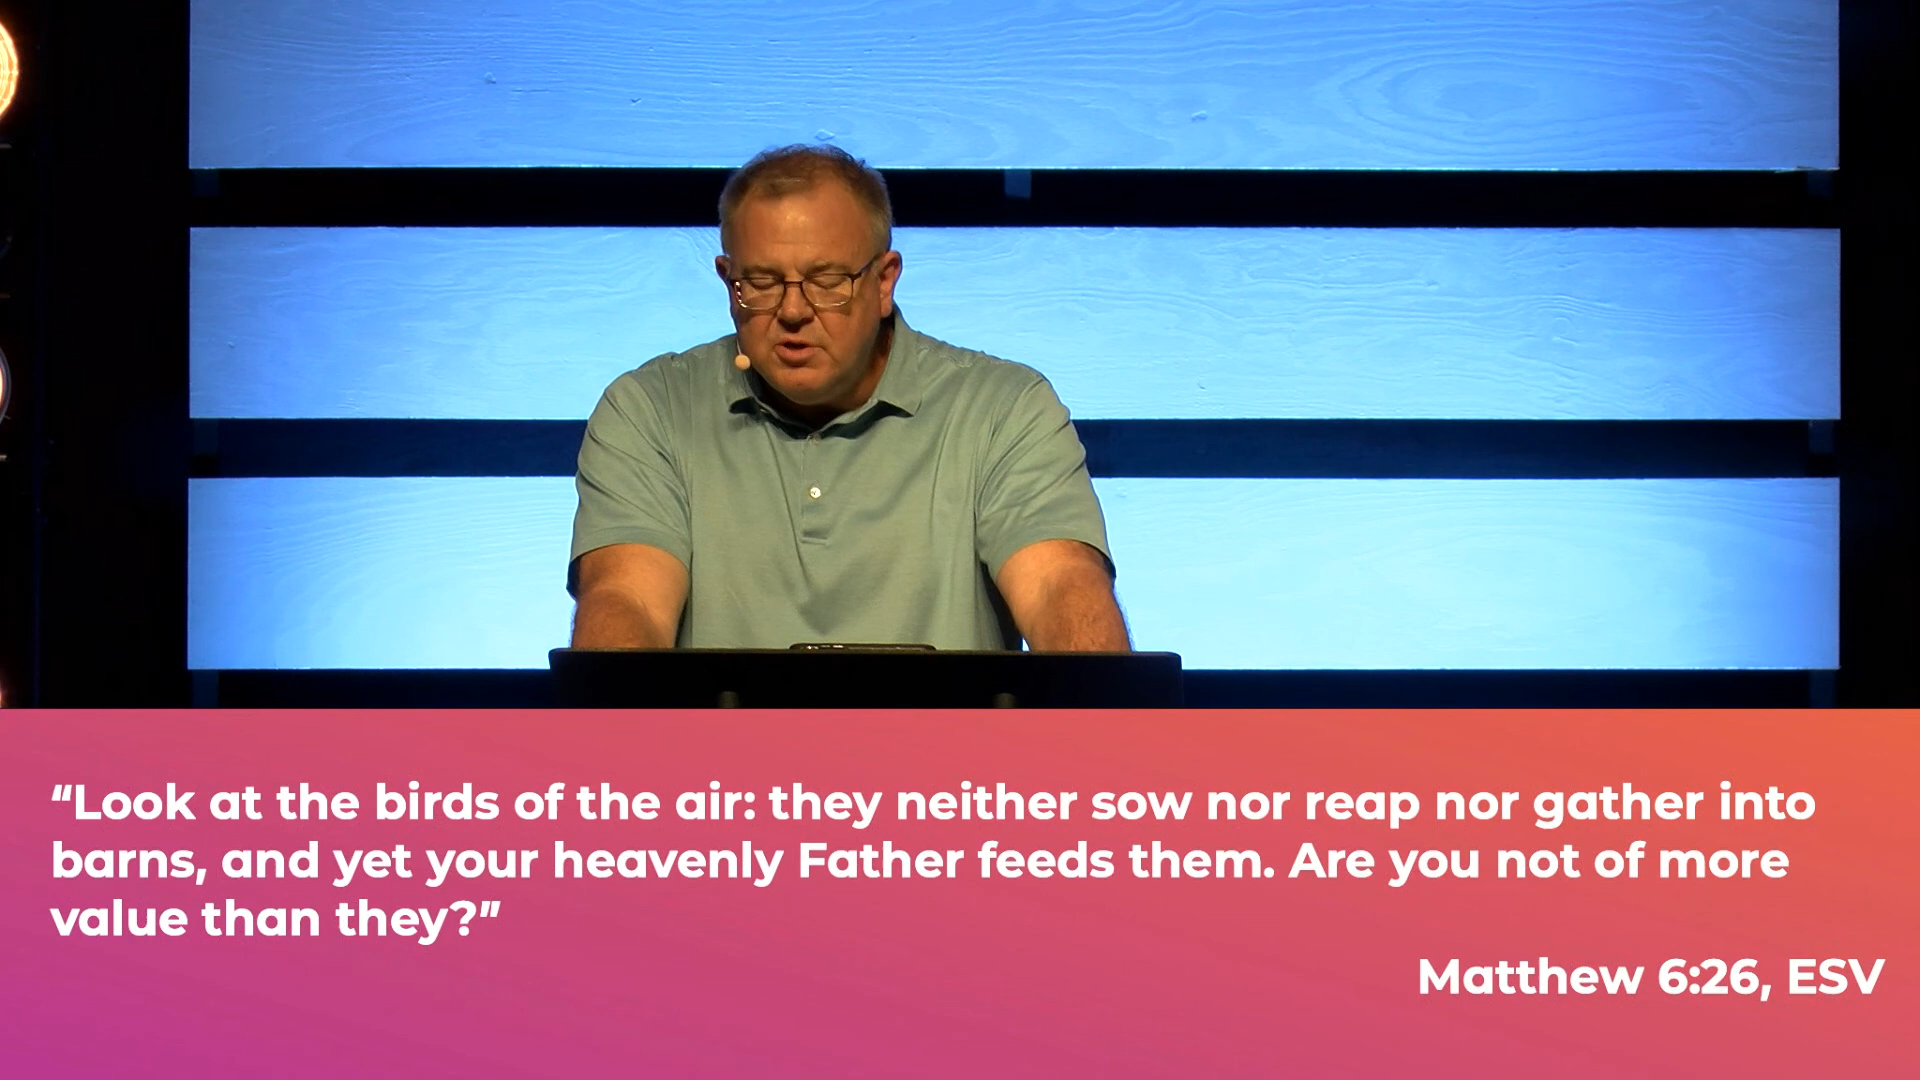 “Look at the birds of the air: they neither sow nor reap nor gather into
barns, and yet your heavenly Father feeds them. Are you not of more
value than they?”
Matthew 6:26, ESV